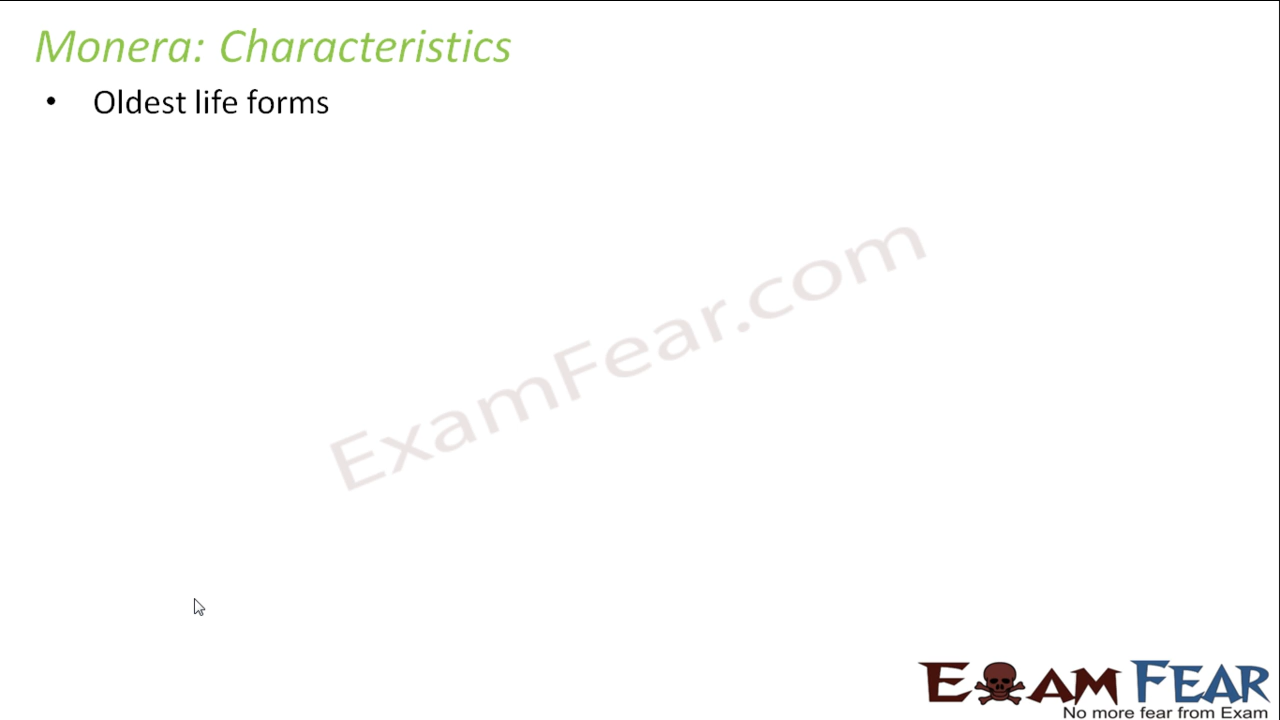 Monera: Characteristics
• Oldest life forms
ExamFear.com
EXAM FEAR
No more fear from Exam